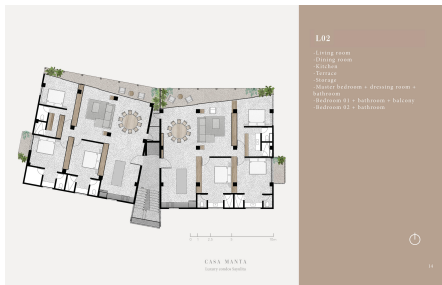 L02
-Living room
-Dining room
-Kitchen
-Terrace
-Storage
-Master bedroom + dressing room +
bathroom
-Bedroom 01 + bathroom + balcony
-Bedroom 02 + bathroom
CASA MANTA